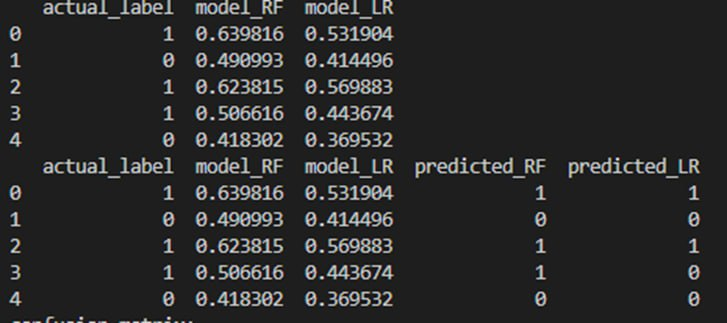 actual_label model_RF model_LR
0 1 0.639816 0.531904
1 0 0.490993 0.414496
2 1 0.623815 0.569883
3 1 0.506616 0.443674
4 0 0.418302 0.369532
actual_label model_RF model_LR predicted_RF predicted_LR
0 1 0.639816 0.531904 1 1
1 0 0.490993 0.414496 0 0
2 1 0.623815 0.569883 1 1
3 1 0.506616 0.443674 1 0
4 0 0.418302 0.369532 0 0